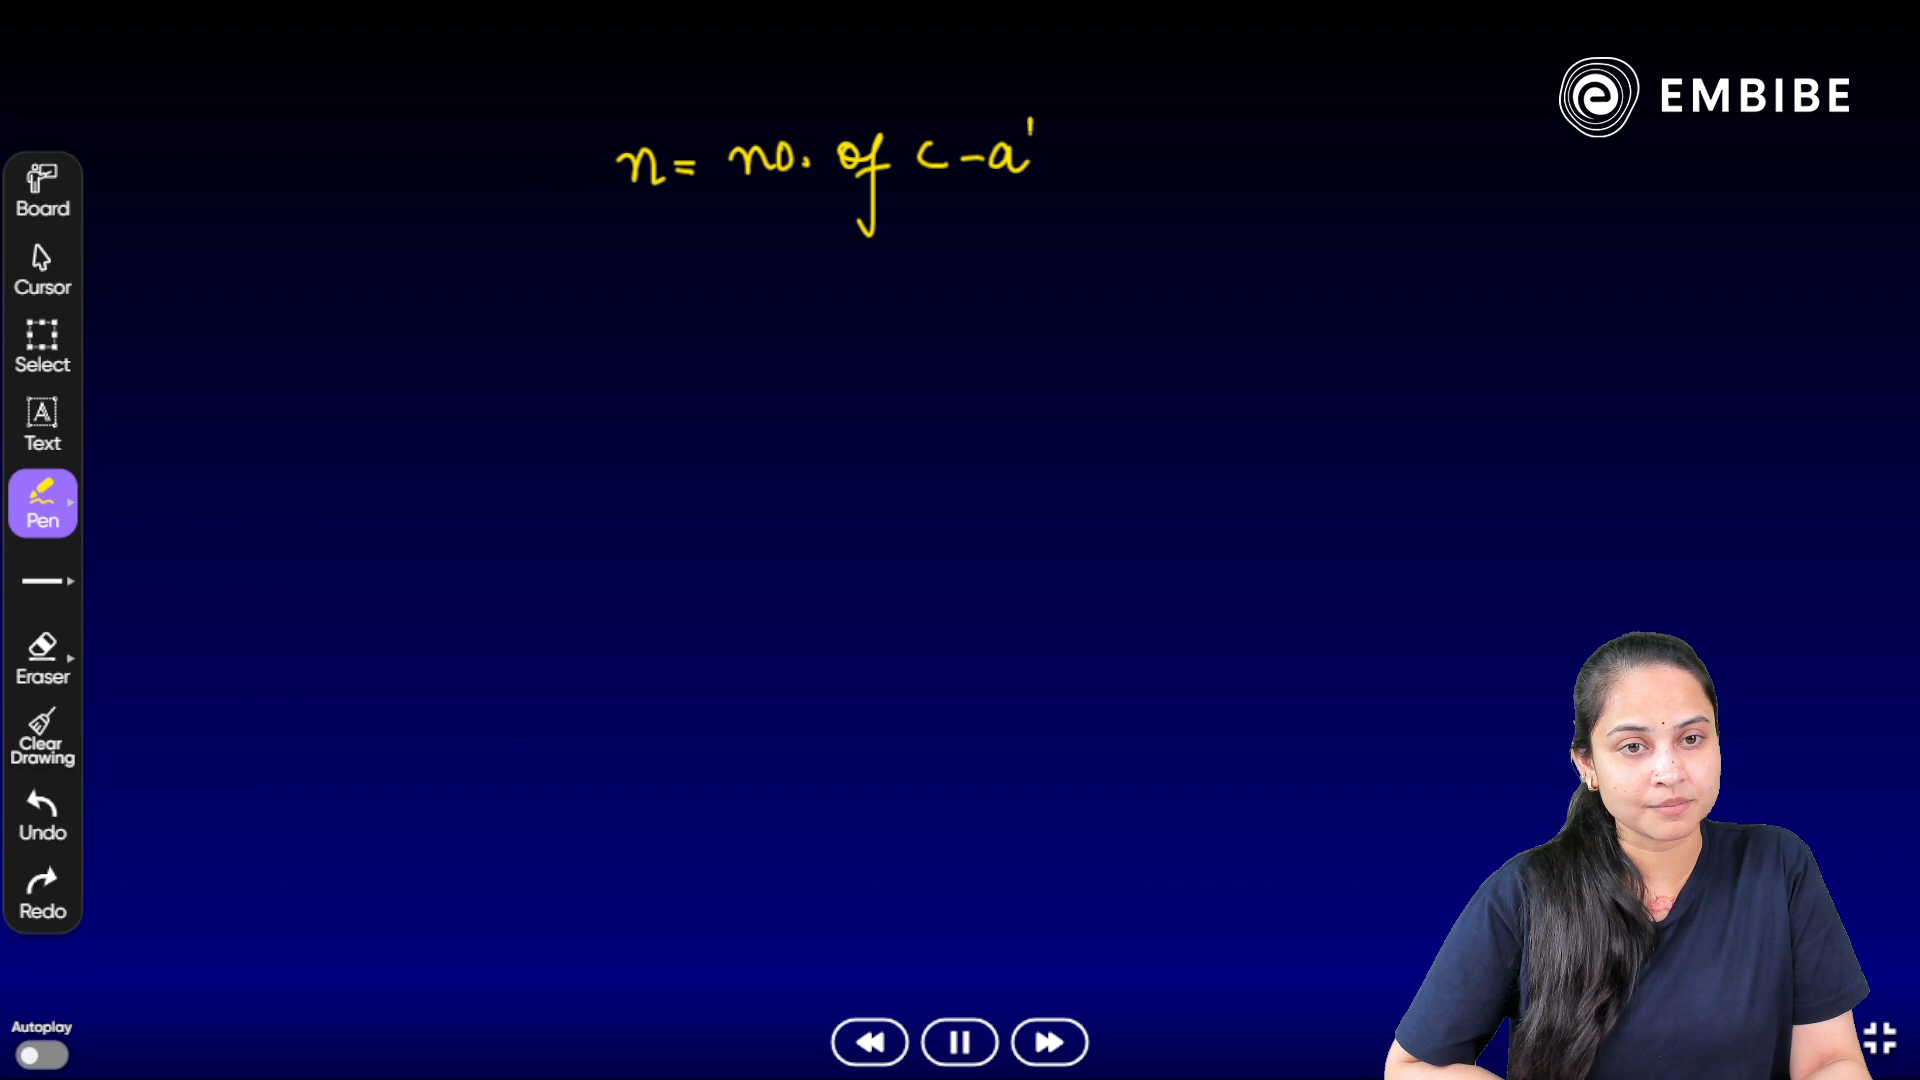 EMBIBE
n = no. of c-a'
Board
Cursor
Select
Text
Pen
Eraser
Clear
Drawing
Undo
Redo
Autoplay